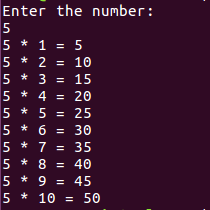 Enter the number:
5
5 * 1 = 5
5 * 2 = 10
5 * 3 = 15
5 * 4 = 20
5 * 5 = 25
5 * 6 = 30
5 * 7 = 35
5 * 8 = 40
5 * 9 = 45
5 * 10 = 50